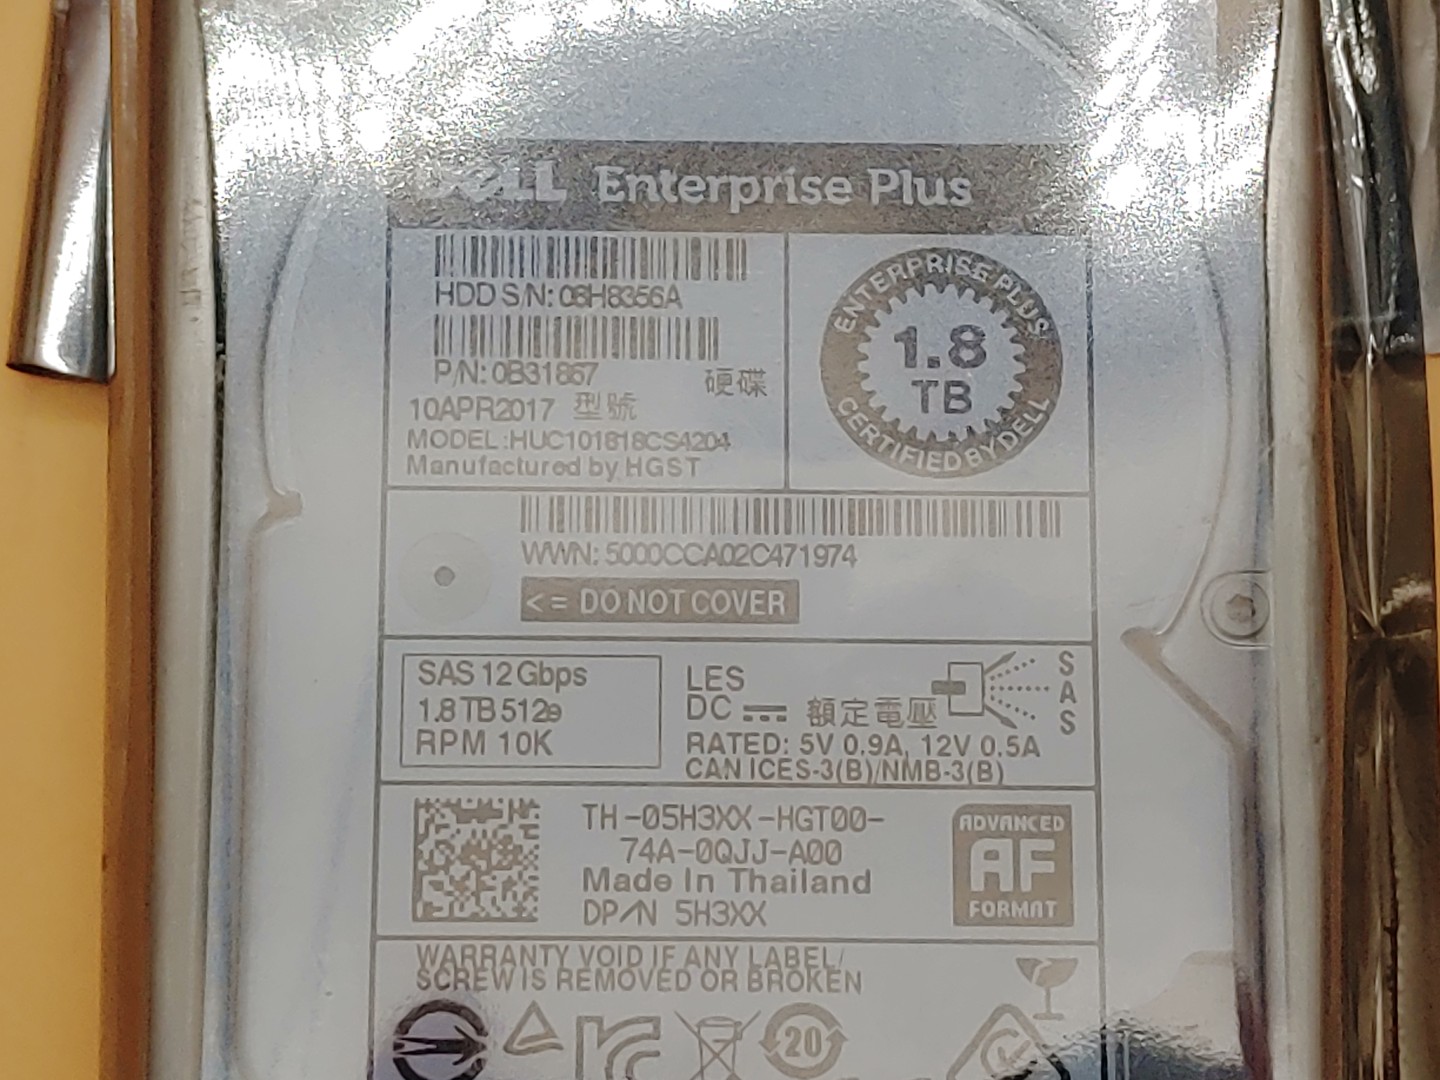 DELL Enterprise Plus
HDD S/N: 08H8356A
P/N: 0B31867
硬碟
10APR2017 型號
MODEL:HUC101818CS4204
Manufactured by HGST
ENTERPRISE PLUS
1.8
TB
CERTIFIED BY DELL
WWN: 5000CCA02C471974
<= DO NOT COVER
SAS 12 Gbps
1.8 TB 512e
RPM 10K
LES
DC 額定電壓
RATED: 5V 0.9A, 12V 0.5A
CAN ICES-3(B)/NMB-3(B)
SAS
TH-05H3XX-HGT00-
74A-0QJJ-A00
Made In Thailand
DP/N 5H3XX
ADVANCED
AF
FORMAT
WARRANTY VOID IF ANY LABEL/
SCREW IS REMOVED OR BROKEN
20